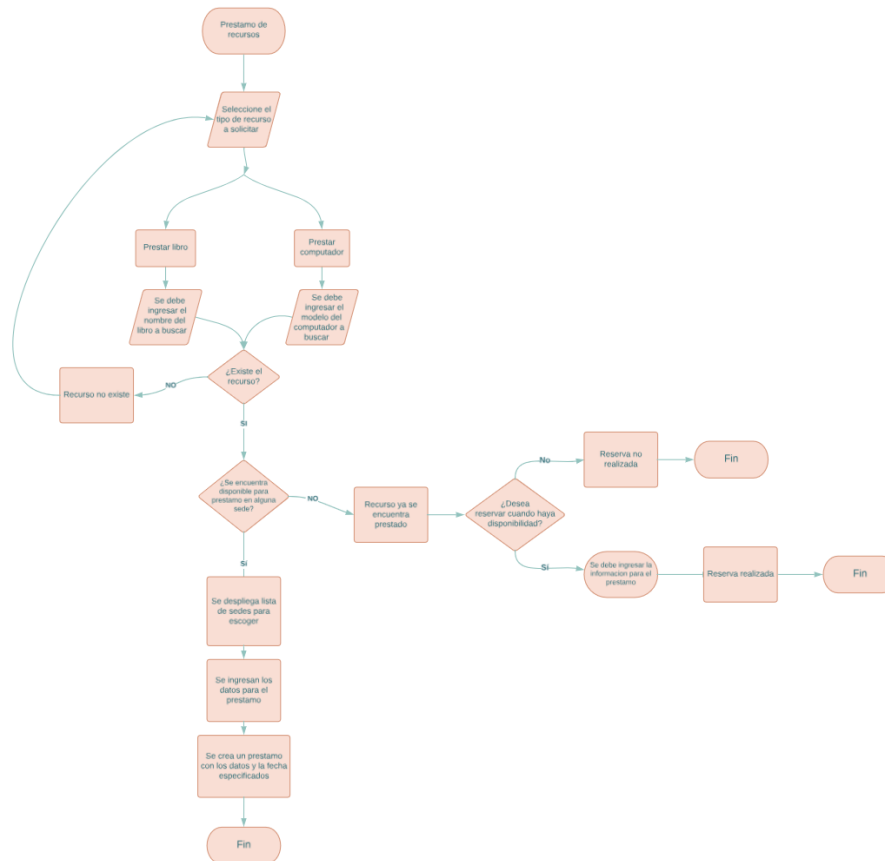 Prestamo de
recursos
Seleccione el
tipo de recurso
a solicitar
Prestar libro
Prestar
computador
Se debe
ingresar el
nombre del
libro a buscar
Se debe
ingresar el
modelo del
computador a
buscar
¿Existe el
recurso?
NO
Recurso no existe
SI
¿Se encuentra
disponible para
prestamo en alguna
sede?
NO
Recurso ya se
encuentra
prestado
¿Desea
reservar cuando haya
disponibilidad?
No
Reserva no
realizada
Fin
Si
Se debe ingresar la
informacion para el
prestamo
Reserva realizada
Fin
Si
Se despliega lista
de sedes para
escoger
Se ingresan los
datos para el
prestamo
Se crea un prestamo
con los datos y la fecha
especificados
Fin